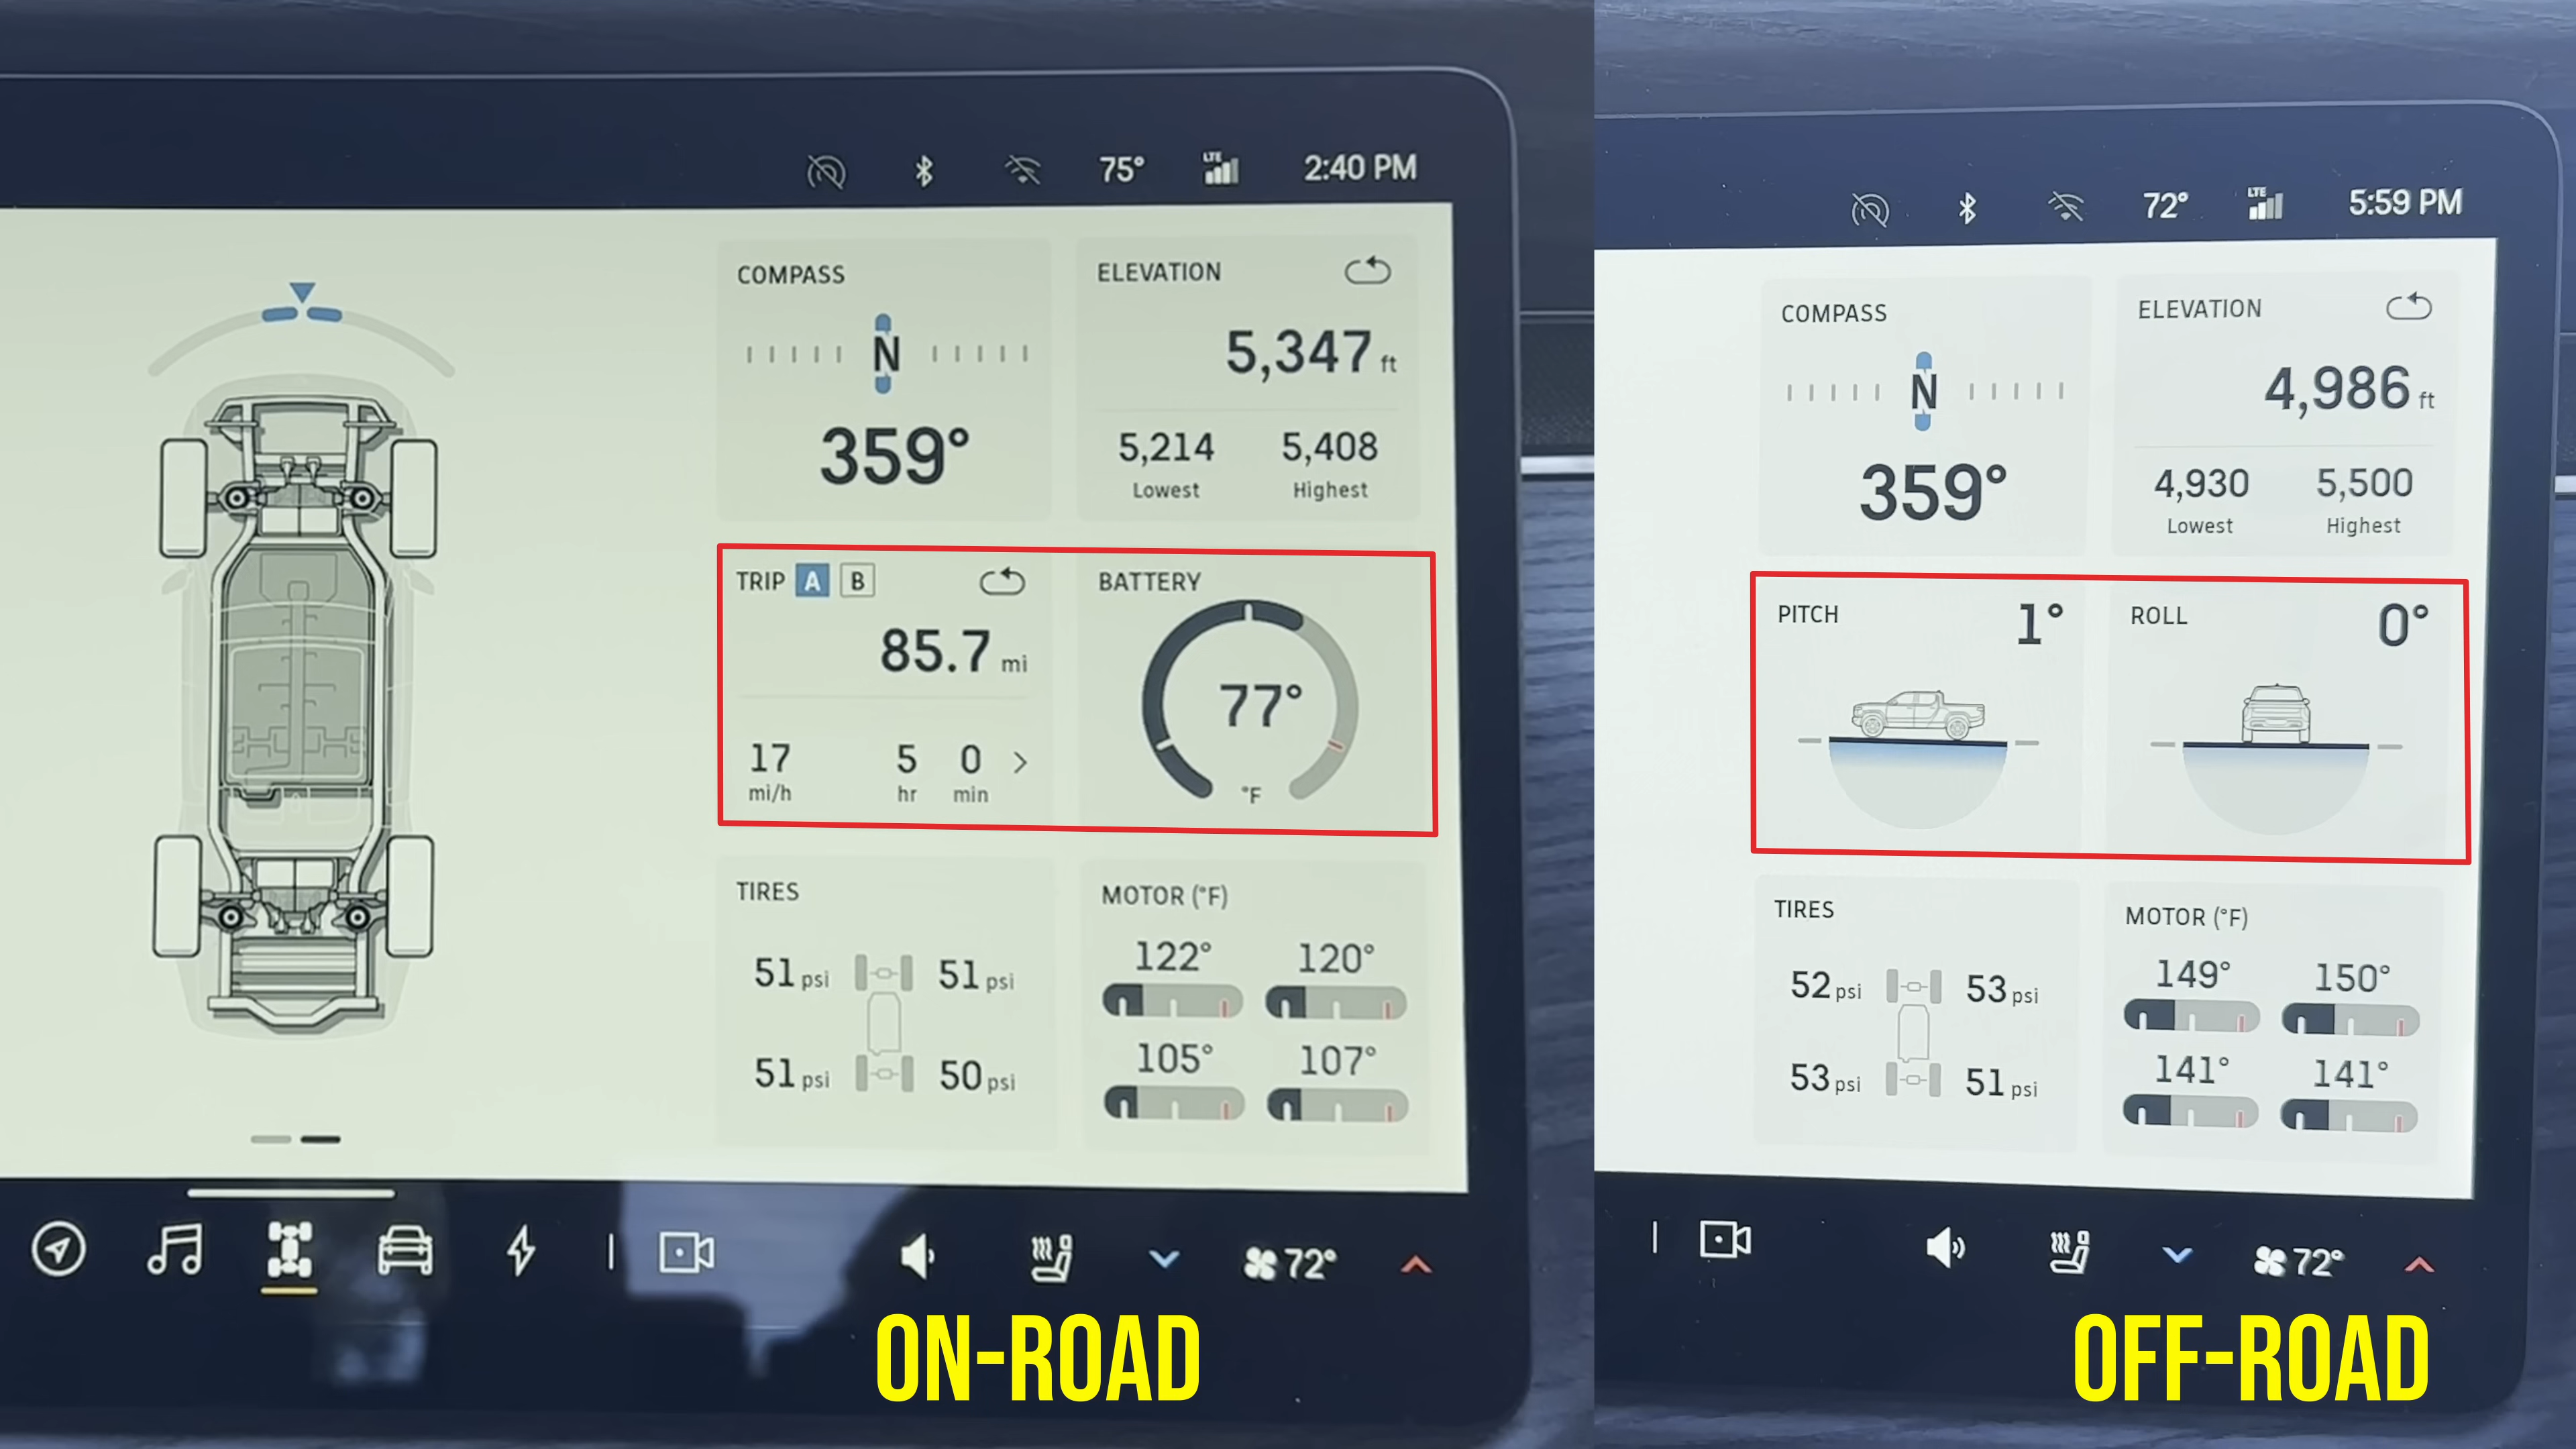 75° LTE 2:40 PM
COMPASS
N
359°
ELEVATION
5,347 ft
5,214 5,408
Lowest Highest
TRIP A B
85.7 mi
17 5 0
mi/h hr min
BATTERY
77°
°F
TIRES
51 psi 51 psi
51 psi 50 psi
MOTOR (°F)
122° 120°
105° 107°
72°
ON-ROAD
72° LTE 5:59 PM
COMPASS
N
359°
ELEVATION
4,986 ft
4,930 5,500
Lowest Highest
PITCH 1°
ROLL 0°
TIRES
52 psi 53 psi
53 psi 51 psi
MOTOR (°F)
149° 150°
141° 141°
72°
OFF-ROAD